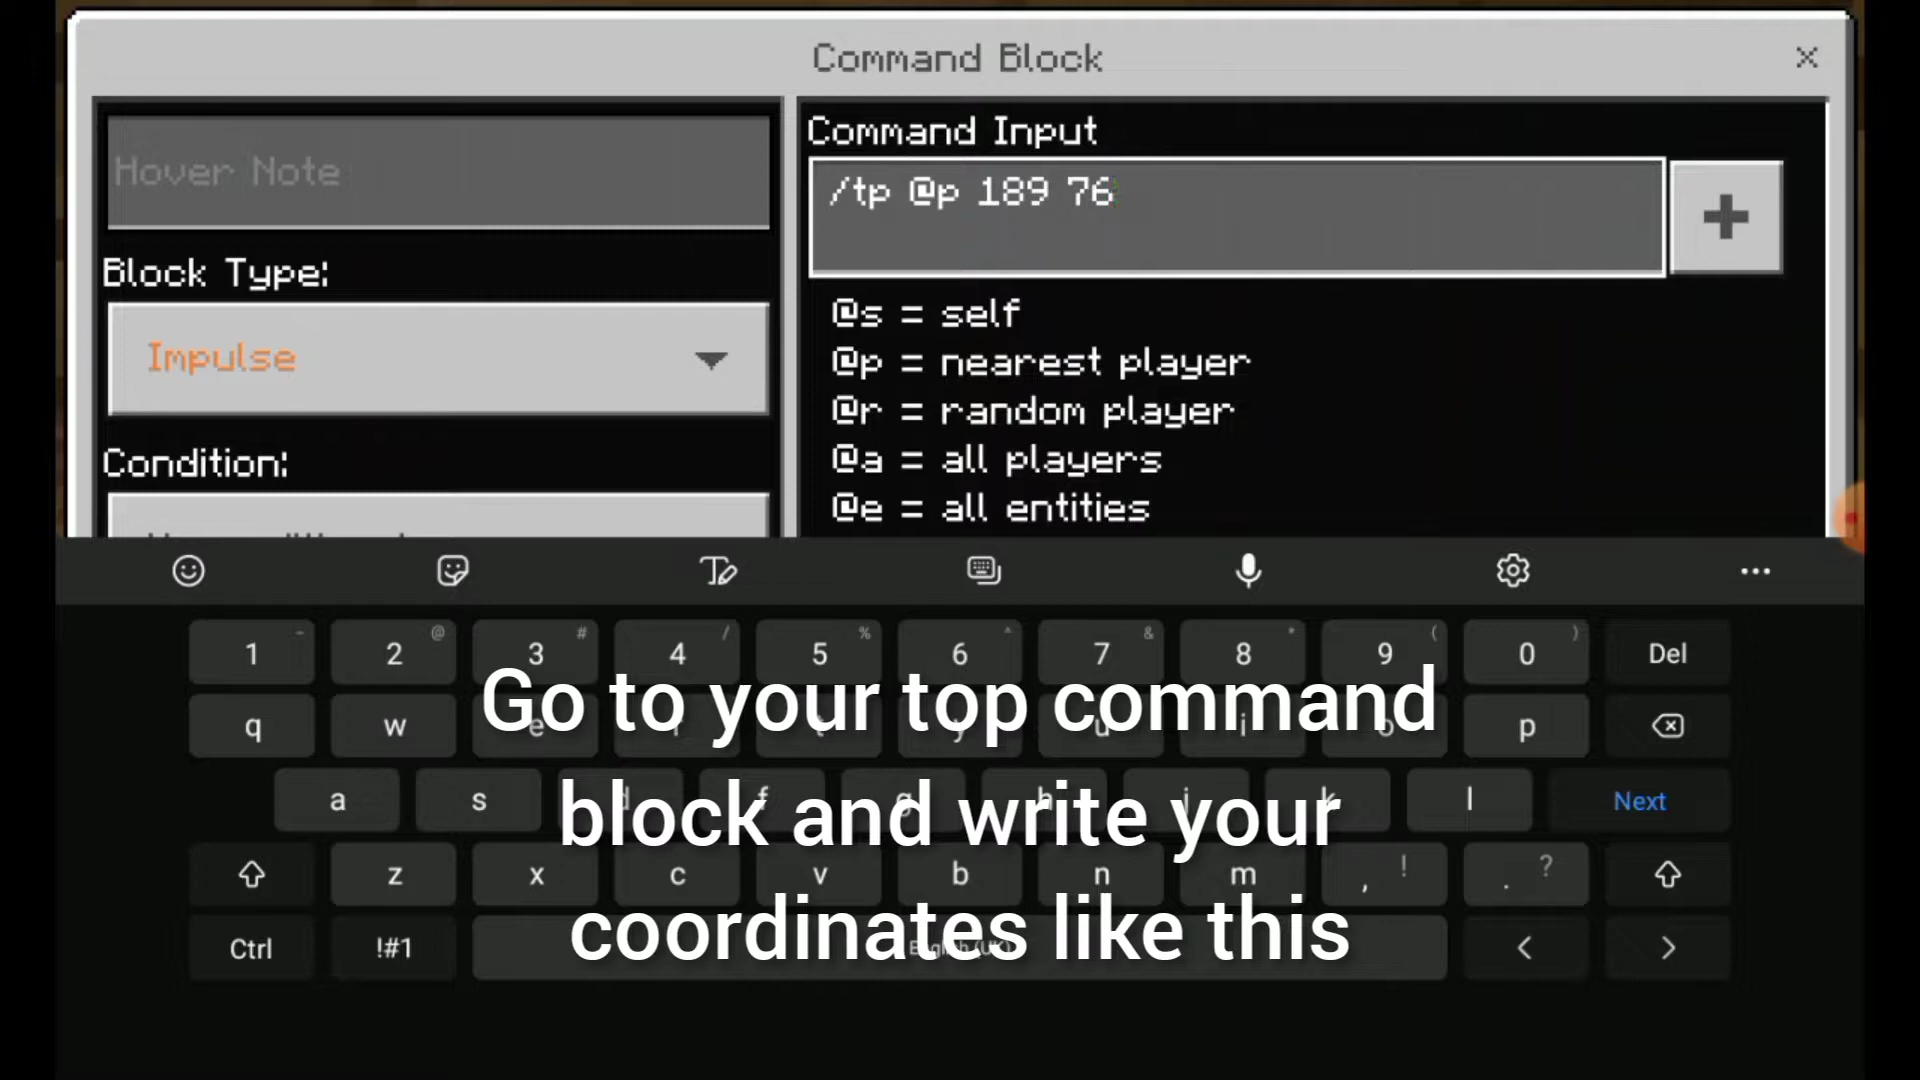 Command Block
Hover Note
Block Type:
Impulse
Condition:
Command Input
/tp @p 189 76
@s = self
@p = nearest player
@r = random player
@a = all players
@e = all entities
1 2 3 4 5 6 7 8 9 0 Del
q w e r t y u i o p
a s d f g h j k l Next
z x c v b n m , ! . ?
Ctrl !#1 English (UK) < >
Go to your top command
block and write your
coordinates like this